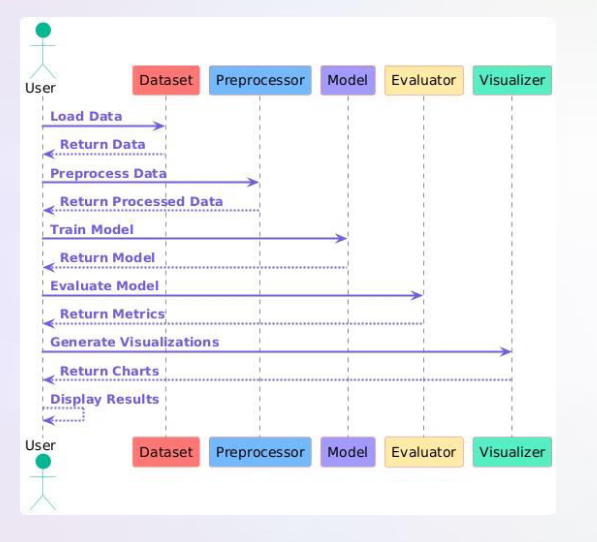 User
Dataset
Preprocessor
Model
Evaluator
Visualizer
Load Data
Return Data
Preprocess Data
Return Processed Data
Train Model
Return Model
Evaluate Model
Return Metrics
Generate Visualizations
Return Charts
Display Results
User
Dataset
Preprocessor
Model
Evaluator
Visualizer